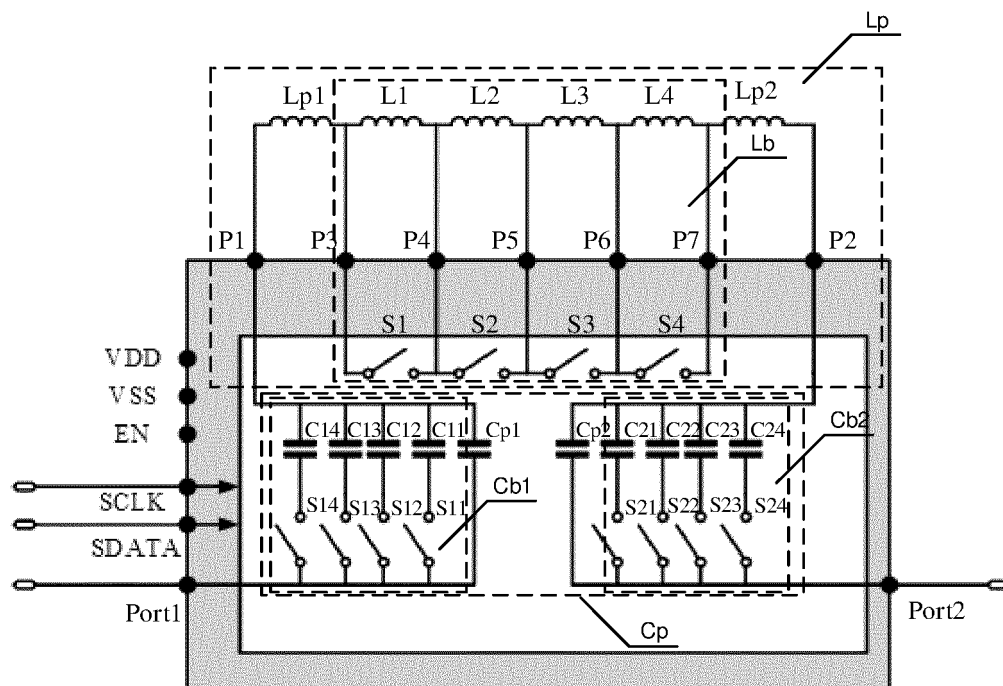 Lp
Lp1 L1 L2 L3 L4 Lp2
Lb
P1 P3 P4 P5 P6 P7 P2
S1 S2 S3 S4
VDD
VSS
EN
C14 C13 C12 C11 Cp1 Cp2 C21 C22 C23 C24
Cb2
Cb1
SCLK
S14 S13 S12 S11 S21 S22 S23 S24
SDATA
Port1 Port2
Cp